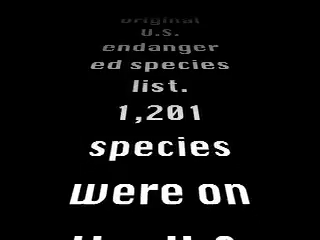 original
U.S.
endanger
ed species
list.
1,201
species
were on